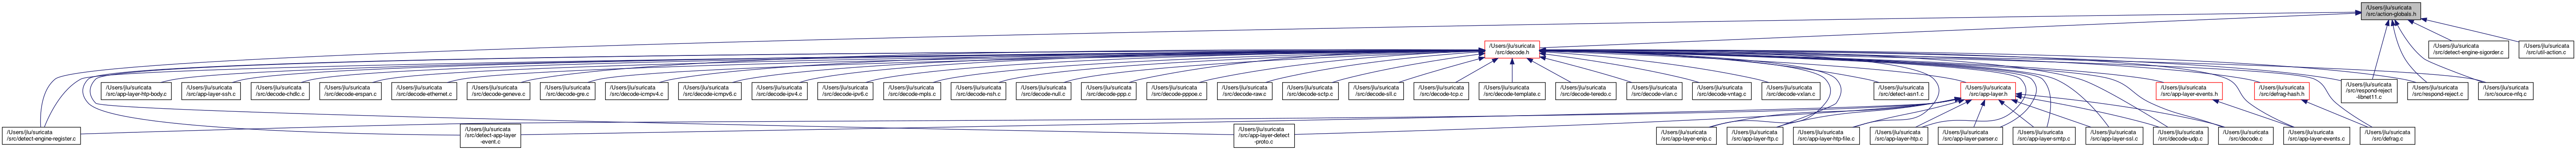 /Users/jlu/suricata
/src/action-globals.h
/Users/jlu/suricata
/src/decode.h
/Users/jlu/suricata
/src/detect-engine-sigorder.c
/Users/jlu/suricata
/src/util-action.c
/Users/jlu/suricata
/src/app-layer-htp-body.c
/Users/jlu/suricata
/src/app-layer-ssh.c
/Users/jlu/suricata
/src/decode-chdlc.c
/Users/jlu/suricata
/src/decode-erspan.c
/Users/jlu/suricata
/src/decode-ethernet.c
/Users/jlu/suricata
/src/decode-geneve.c
/Users/jlu/suricata
/src/decode-gre.c
/Users/jlu/suricata
/src/decode-icmpv4.c
/Users/jlu/suricata
/src/decode-icmpv6.c
/Users/jlu/suricata
/src/decode-ipv4.c
/Users/jlu/suricata
/src/decode-ipv6.c
/Users/jlu/suricata
/src/decode-mpls.c
/Users/jlu/suricata
/src/decode-nsh.c
/Users/jlu/suricata
/src/decode-null.c
/Users/jlu/suricata
/src/decode-ppp.c
/Users/jlu/suricata
/src/decode-pppoe.c
/Users/jlu/suricata
/src/decode-raw.c
/Users/jlu/suricata
/src/decode-sctp.c
/Users/jlu/suricata
/src/decode-sll.c
/Users/jlu/suricata
/src/decode-tcp.c
/Users/jlu/suricata
/src/decode-template.c
/Users/jlu/suricata
/src/decode-teredo.c
/Users/jlu/suricata
/src/decode-vlan.c
/Users/jlu/suricata
/src/decode-vntag.c
/Users/jlu/suricata
/src/decode-vxlan.c
/Users/jlu/suricata
/src/detect-asn1.c
/Users/jlu/suricata
/src/app-layer.h
/Users/jlu/suricata
/src/app-layer-events.h
/Users/jlu/suricata
/src/defrag-hash.h
/Users/jlu/suricata
/src/respond-reject
-libnet11.c
/Users/jlu/suricata
/src/respond-reject.c
/Users/jlu/suricata
/src/source-nfq.c
/Users/jlu/suricata
/src/detect-engine-register.c
/Users/jlu/suricata
/src/detect-app-layer
-event.c
/Users/jlu/suricata
/src/app-layer-detect
-proto.c
/Users/jlu/suricata
/src/app-layer-enip.c
/Users/jlu/suricata
/src/app-layer-ftp.c
/Users/jlu/suricata
/src/app-layer-htp-file.c
/Users/jlu/suricata
/src/app-layer-htp.c
/Users/jlu/suricata
/src/app-layer-parser.c
/Users/jlu/suricata
/src/app-layer-smtp.c
/Users/jlu/suricata
/src/app-layer-ssl.c
/Users/jlu/suricata
/src/decode-udp.c
/Users/jlu/suricata
/src/decode.c
/Users/jlu/suricata
/src/app-layer-events.c
/Users/jlu/suricata
/src/defrag.c